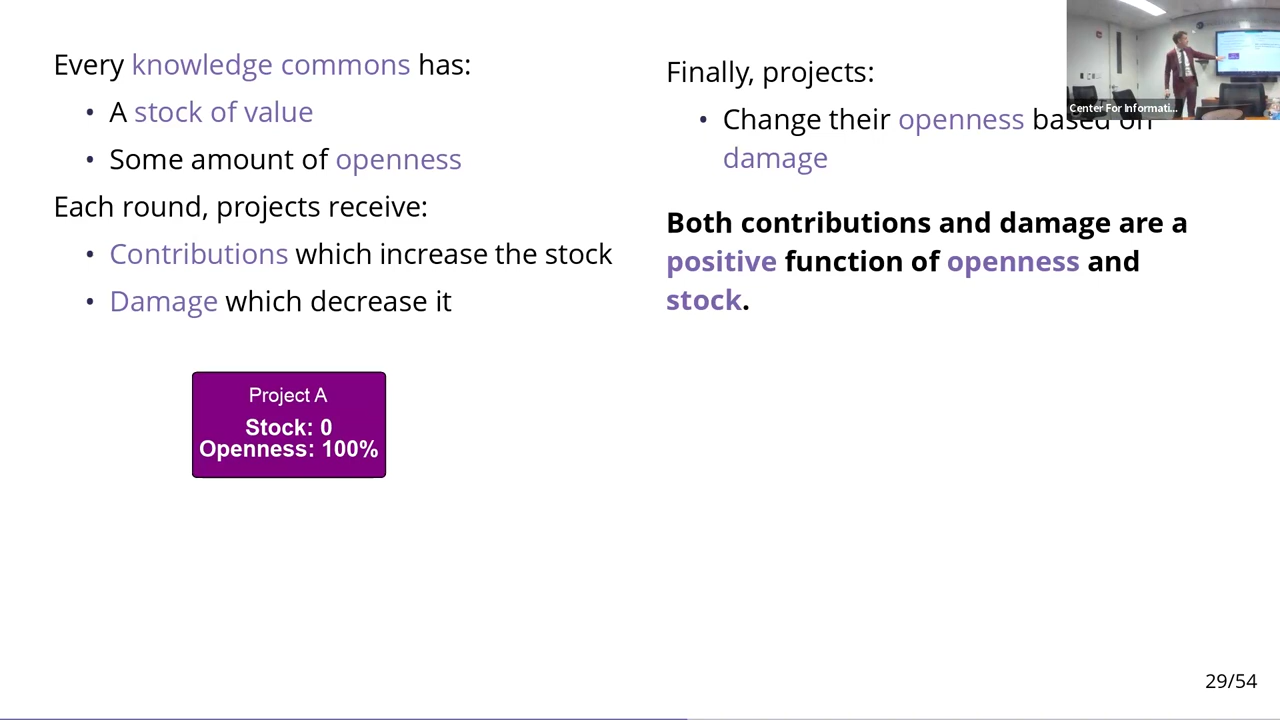 Every knowledge commons has:
• A stock of value
• Some amount of openness
Each round, projects receive:
• Contributions which increase the stock
• Damage which decrease it
Project A
Stock: 0
Openness: 100%
Finally, projects:
• Change their openness based on
damage
Both contributions and damage are a
positive function of openness and
stock.
Center For Informati...
29/54